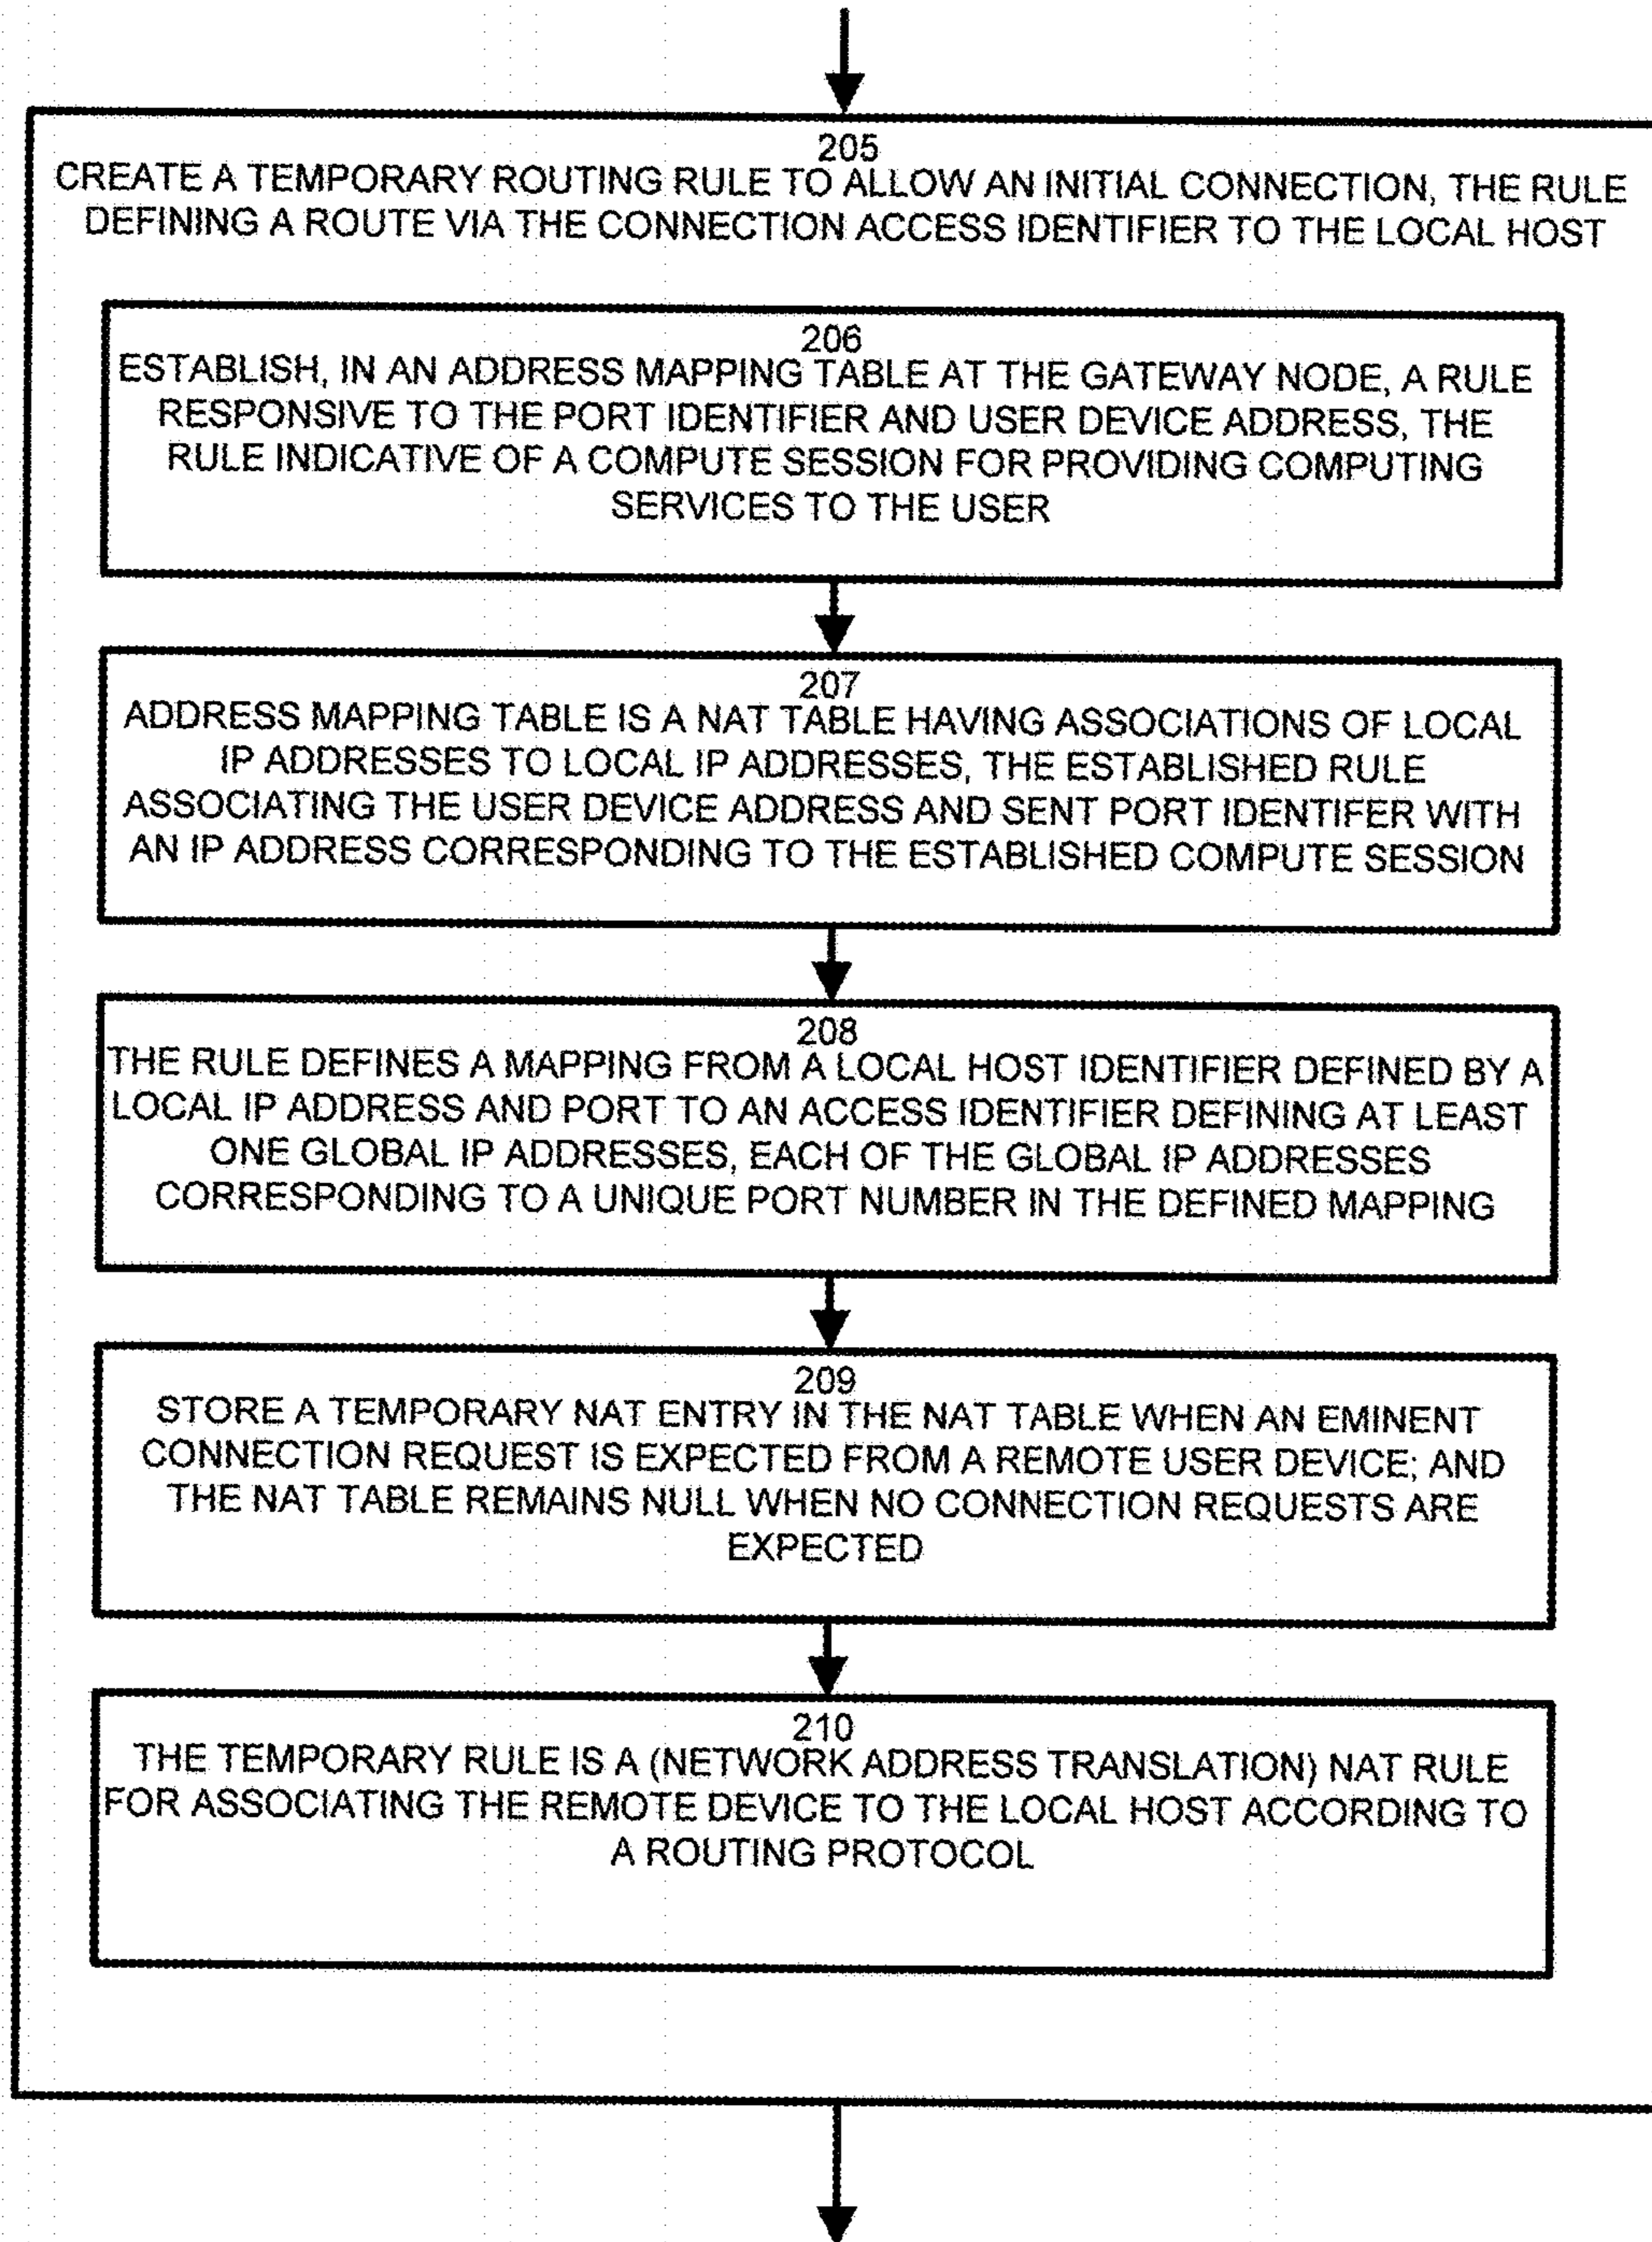 205
CREATE A TEMPORARY ROUTING RULE TO ALLOW AN INITIAL CONNECTION, THE RULE
DEFINING A ROUTE VIA THE CONNECTION ACCESS IDENTIFIER TO THE LOCAL HOST
206
ESTABLISH, IN AN ADDRESS MAPPING TABLE AT THE GATEWAY NODE, A RULE
RESPONSIVE TO THE PORT IDENTIFIER AND USER DEVICE ADDRESS, THE
RULE INDICATIVE OF A COMPUTE SESSION FOR PROVIDING COMPUTING
SERVICES TO THE USER
207
ADDRESS MAPPING TABLE IS A NAT TABLE HAVING ASSOCIATIONS OF LOCAL
IP ADDRESSES TO LOCAL IP ADDRESSES, THE ESTABLISHED RULE
ASSOCIATING THE USER DEVICE ADDRESS AND SENT PORT IDENTIFER WITH
AN IP ADDRESS CORRESPONDING TO THE ESTABLISHED COMPUTE SESSION
208
THE RULE DEFINES A MAPPING FROM A LOCAL HOST IDENTIFIER DEFINED BY A
LOCAL IP ADDRESS AND PORT TO AN ACCESS IDENTIFIER DEFINING AT LEAST
ONE GLOBAL IP ADDRESSES, EACH OF THE GLOBAL IP ADDRESSES
CORRESPONDING TO A UNIQUE PORT NUMBER IN THE DEFINED MAPPING
209
STORE A TEMPORARY NAT ENTRY IN THE NAT TABLE WHEN AN EMINENT
CONNECTION REQUEST IS EXPECTED FROM A REMOTE USER DEVICE; AND
THE NAT TABLE REMAINS NULL WHEN NO CONNECTION REQUESTS ARE
EXPECTED
210
THE TEMPORARY RULE IS A (NETWORK ADDRESS TRANSLATION) NAT RULE
FOR ASSOCIATING THE REMOTE DEVICE TO THE LOCAL HOST ACCORDING TO
A ROUTING PROTOCOL